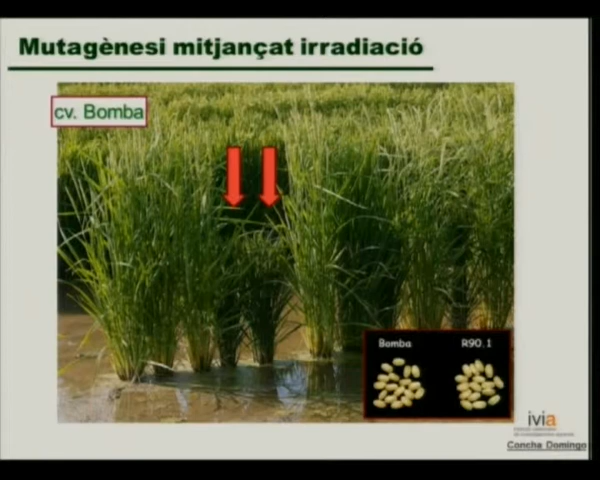 Mutagènesi mitjançat irradiació
cv. Bomba
Bomba
R90.1
ivia
Concha Domingo